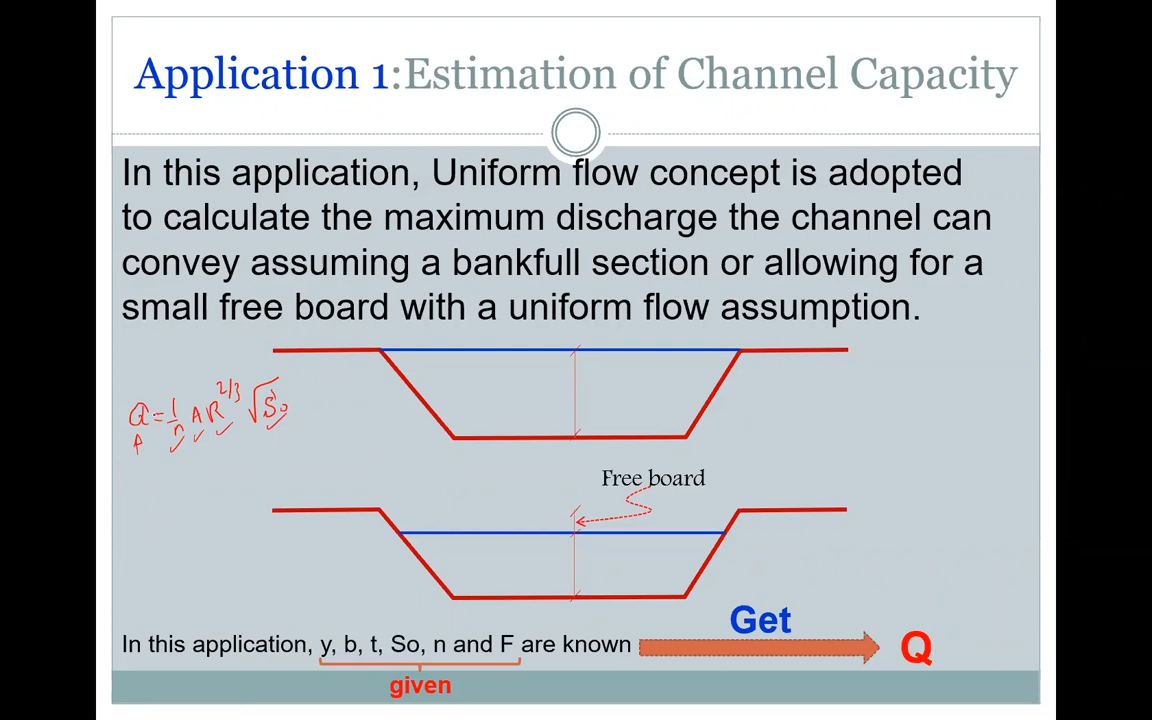 Application 1:Estimation of Channel Capacity
In this application, Uniform flow concept is adopted
to calculate the maximum discharge the channel can
convey assuming a bankfull section or allowing for a
small free board with a uniform flow assumption.
Q = 1/n A R^2/3 √So
Free board
In this application, y, b, t, So, n and F are known
Get
Q
given